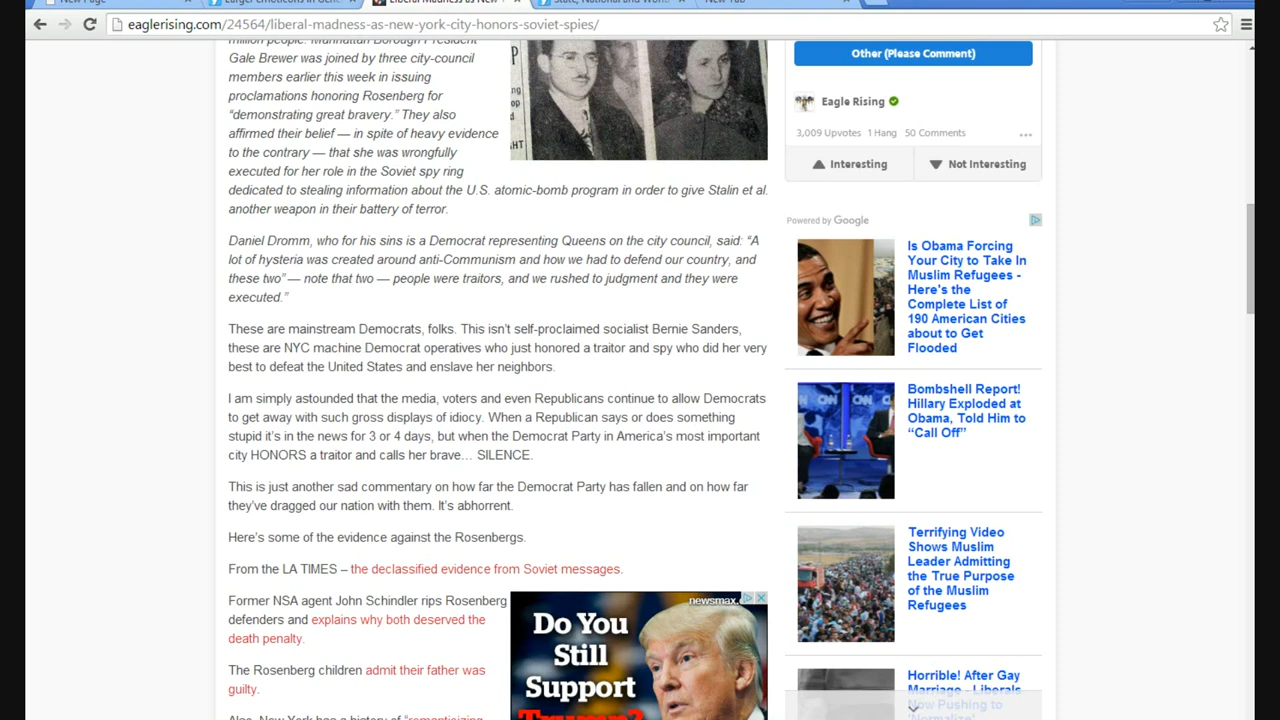 eaglerising.com/24564/liberal-madness-as-new-york-city-honors-soviet-spies/
million people. Manhattan Borough President
Gale Brewer was joined by three city-council
members earlier this week in issuing
proclamations honoring Rosenberg for
“demonstrating great bravery.” They also
affirmed their belief — in spite of heavy evidence
to the contrary — that she was wrongfully
executed for her role in the Soviet spy ring
dedicated to stealing information about the U.S. atomic-bomb program in order to give Stalin et al.
another weapon in their battery of terror.
Daniel Dromm, who for his sins is a Democrat representing Queens on the city council, said: “A
lot of hysteria was created around anti-Communism and how we had to defend our country, and
these two” — note that two — people were traitors, and we rushed to judgment and they were
executed.”
These are mainstream Democrats, folks. This isn’t self-proclaimed socialist Bernie Sanders,
these are NYC machine Democrat operatives who just honored a traitor and spy who did her very
best to defeat the United States and enslave her neighbors.
I am simply astounded that the media, voters and even Republicans continue to allow Democrats
to get away with such gross displays of idiocy. When a Republican says or does something
stupid it’s in the news for 3 or 4 days, but when the Democrat Party in America’s most important
city HONORS a traitor and calls her brave… SILENCE.
This is just another sad commentary on how far the Democrat Party has fallen and on how far
they’ve dragged our nation with them. It’s abhorrent.
Here’s some of the evidence against the Rosenbergs.
From the LA TIMES – the declassified evidence from Soviet messages.
Former NSA agent John Schindler rips Rosenberg
defenders and explains why both deserved the
death penalty.
The Rosenberg children admit their father was
guilty.
Also, New York has a history of “romanticizing
newsmax.
Do You
Still
Support
Trump?
Other (Please Comment)
Eagle Rising
3,009 Upvotes 1 Hang 50 Comments
Interesting
Not Interesting
Powered by Google
Is Obama Forcing
Your City to Take In
Muslim Refugees -
Here's the
Complete List of
190 American Cities
about to Get
Flooded
Bombshell Report!
Hillary Exploded at
Obama, Told Him to
“Call Off”
Terrifying Video
Shows Muslim
Leader Admitting
the True Purpose
of the Muslim
Refugees
Horrible! After Gay
Marriage - Liberals
Now Pushing to
'Normalize'